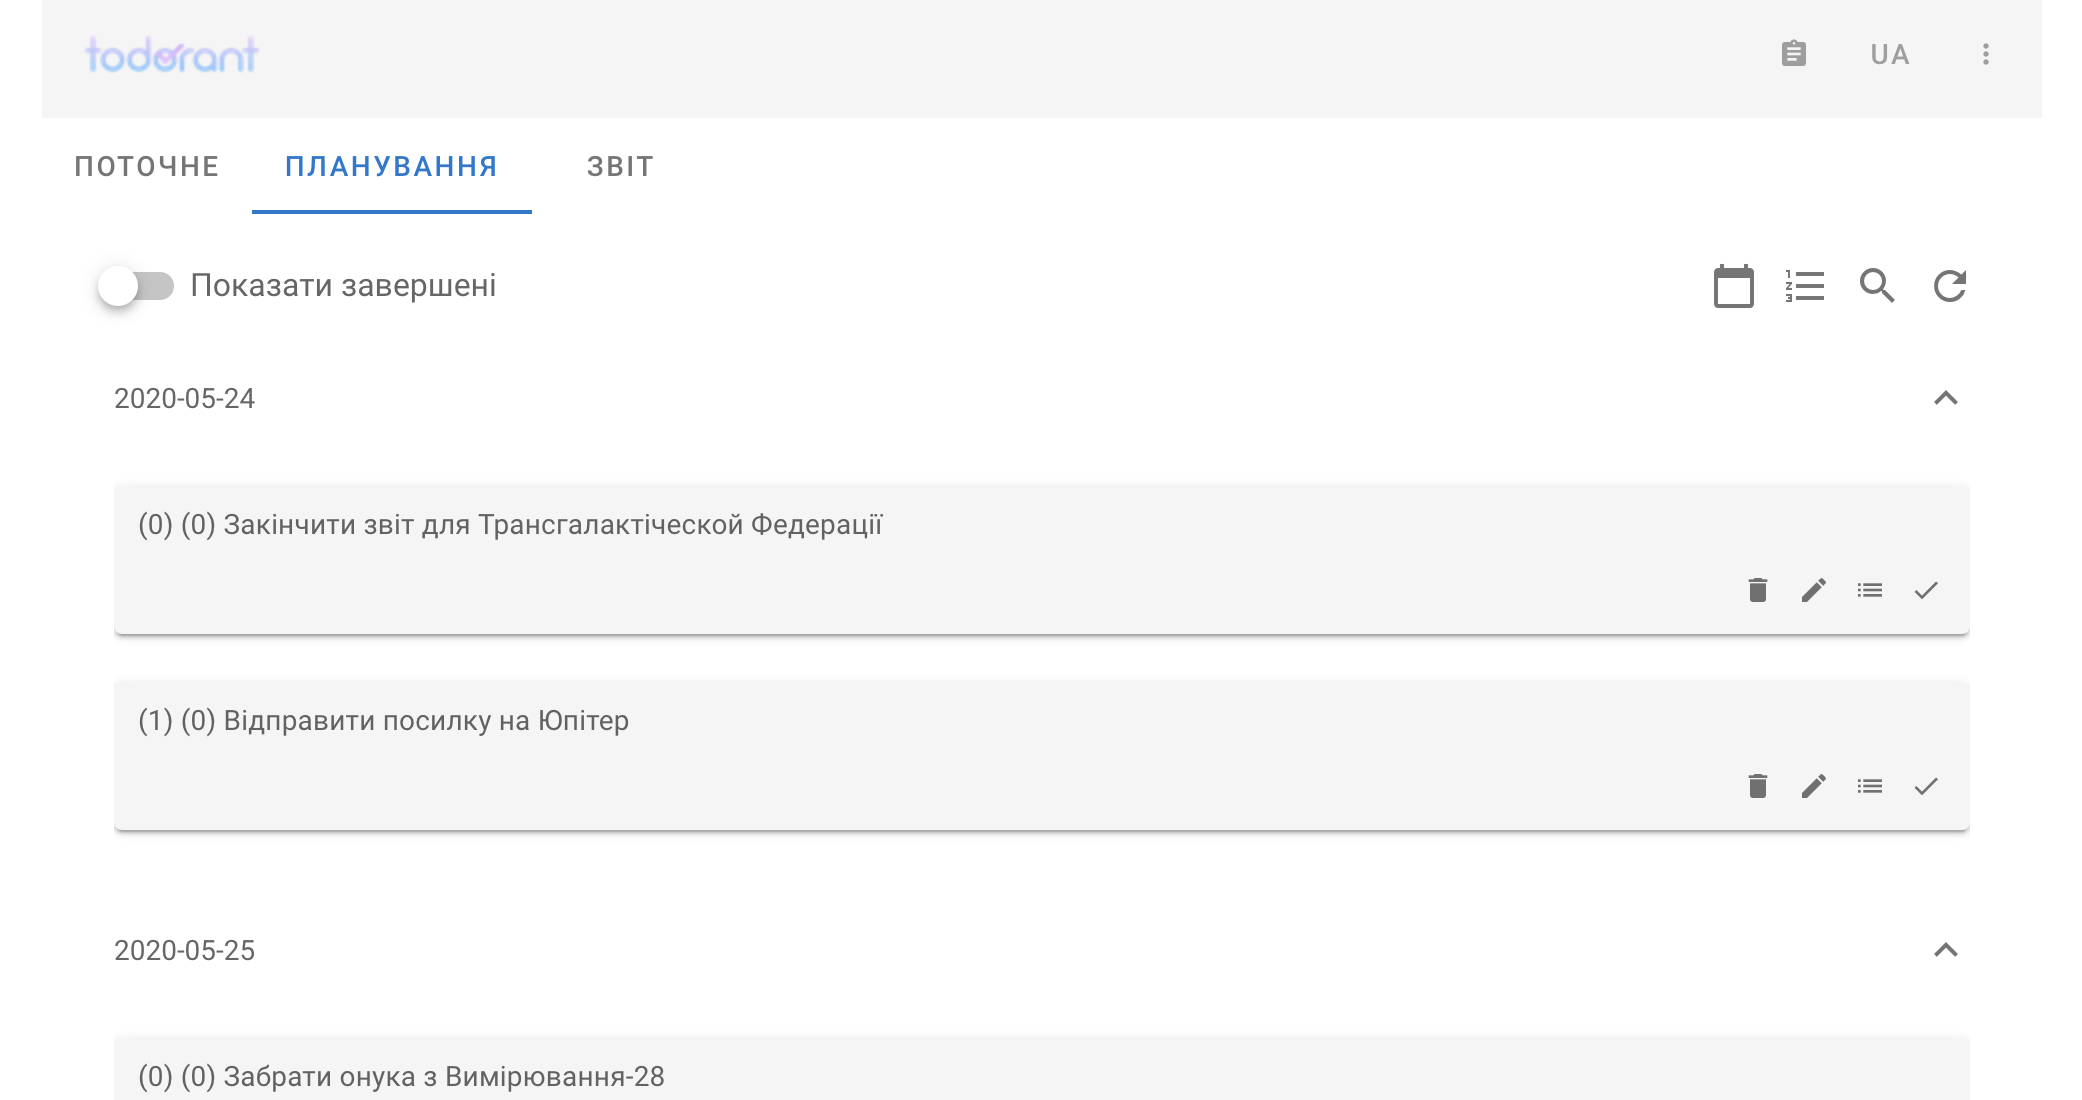 todorant
UA
ПОТОЧНЕ
ПЛАНУВАННЯ
ЗВІТ
Показати завершені
2020-05-24
(0) (0) Закінчити звіт для Трансгалактіческой Федерації
(1) (0) Відправити посилку на Юпітер
2020-05-25
(0) (0) Забрати онука з Вимірювання-28